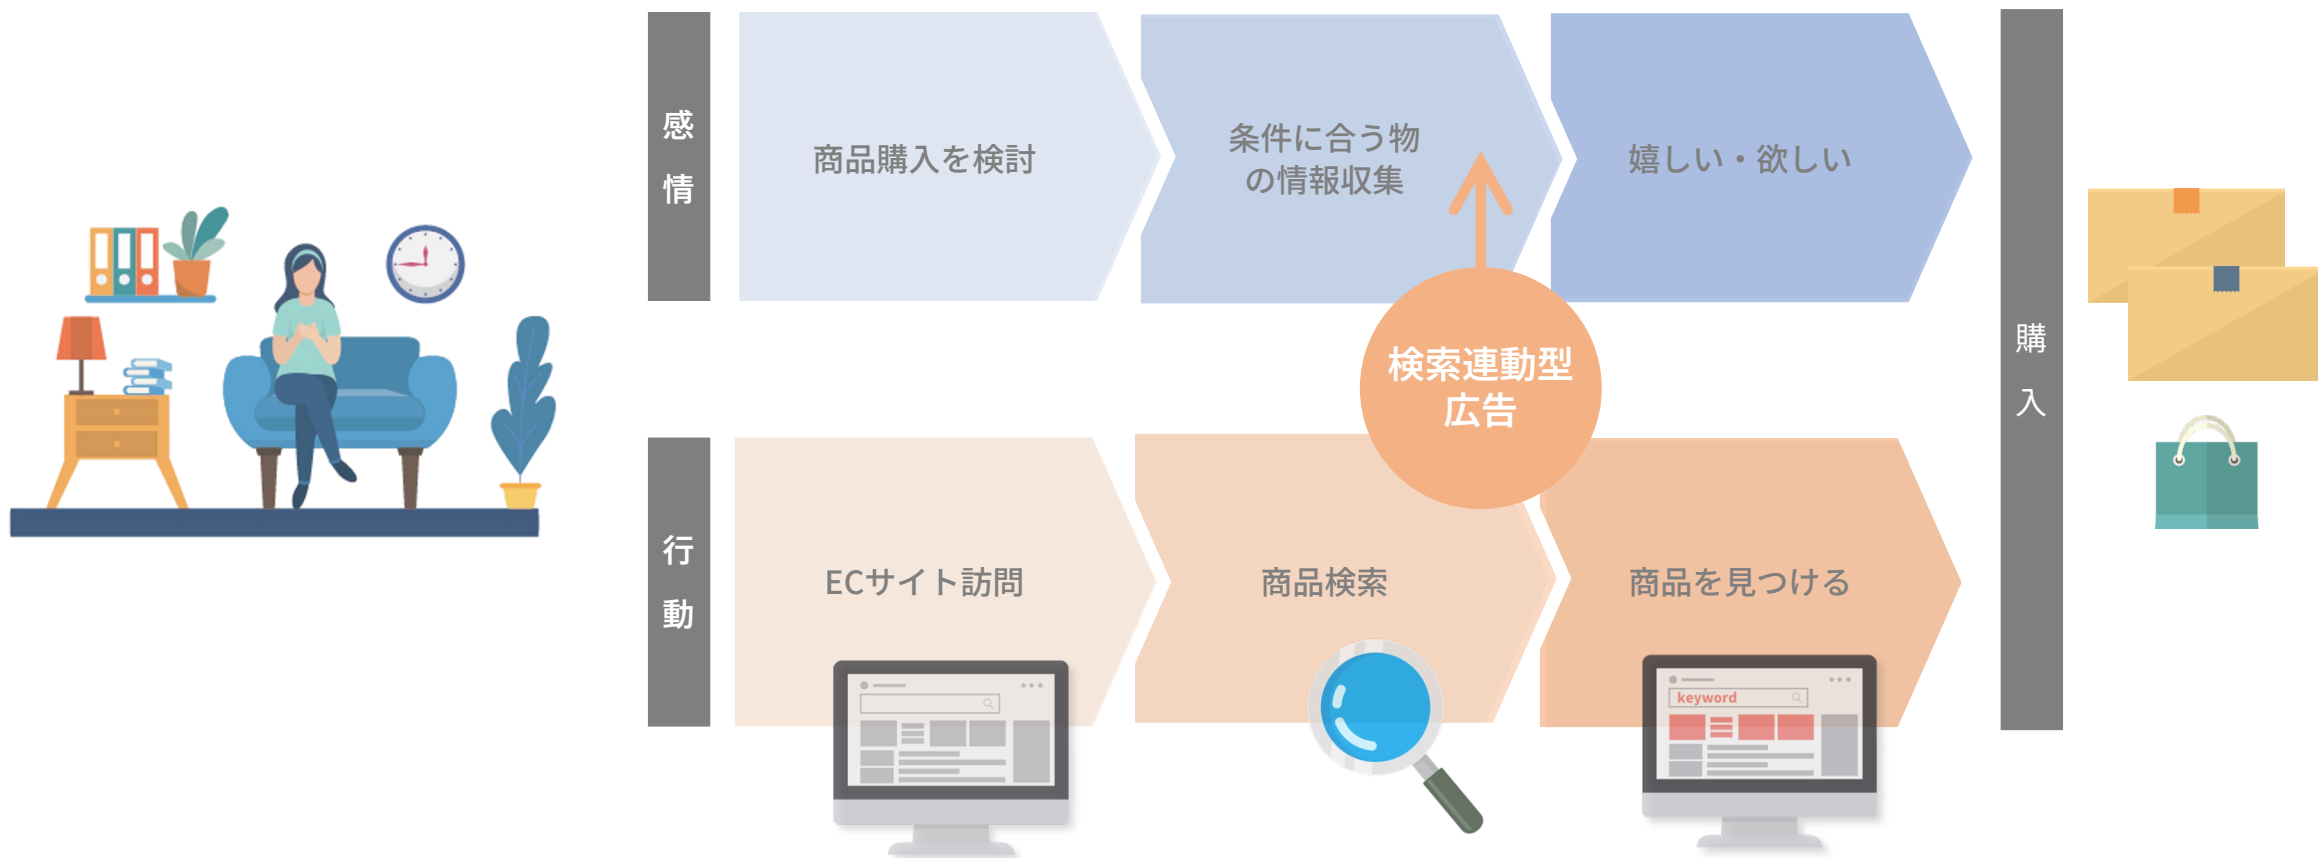 感情
商品購入を検討
条件に合う物
の情報収集
嬉しい・欲しい
検索連動型
広告
行動
ECサイト訪問
商品検索
商品を見つける
keyword
購入